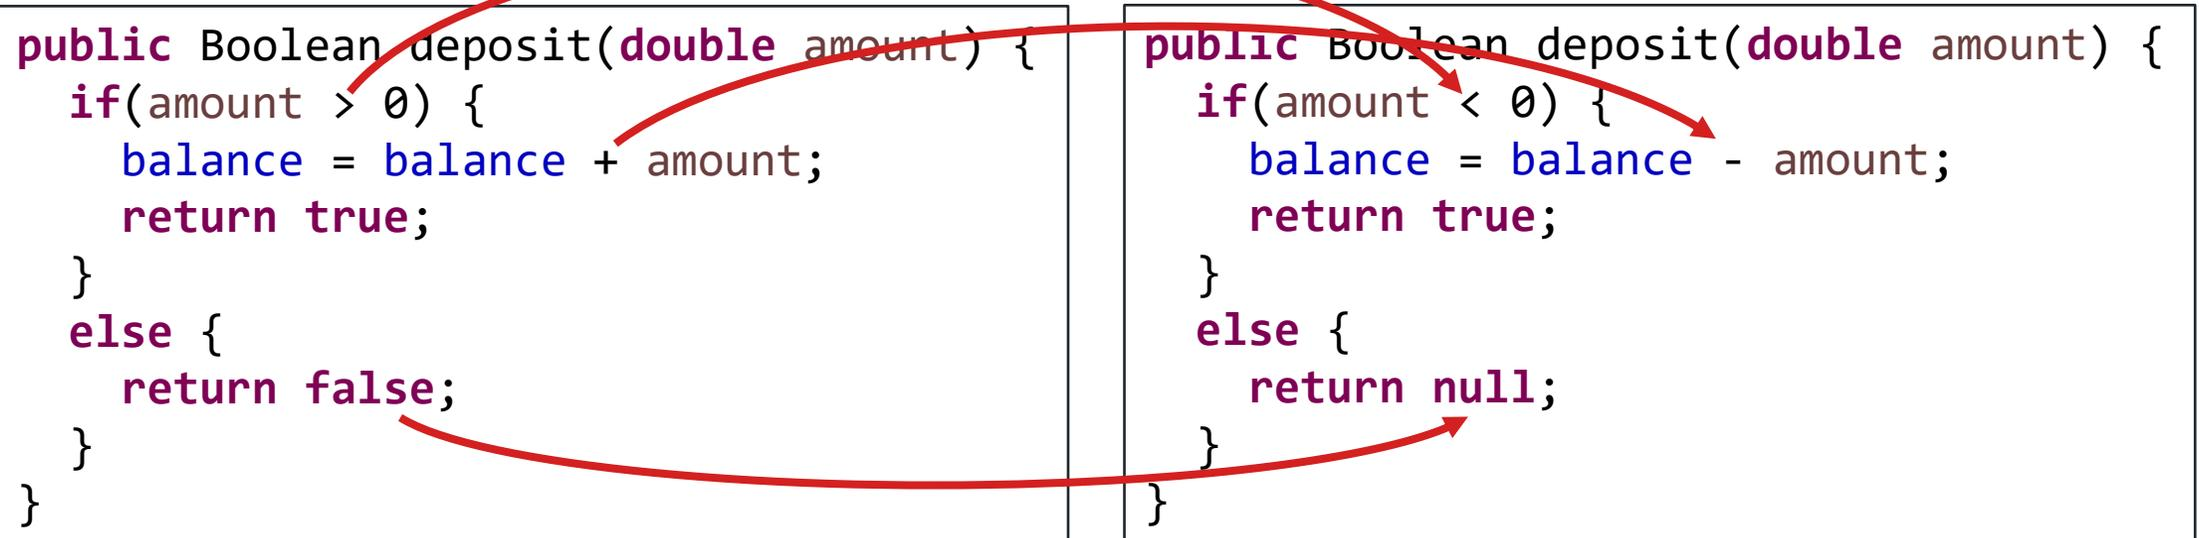 public Boolean deposit(double amount) {
  if(amount > 0) {
    balance = balance + amount;
    return true;
  }
  else {
    return false;
  }
}
public Boolean deposit(double amount) {
  if(amount < 0) {
    balance = balance - amount;
    return true;
  }
  else {
    return null;
  }
}